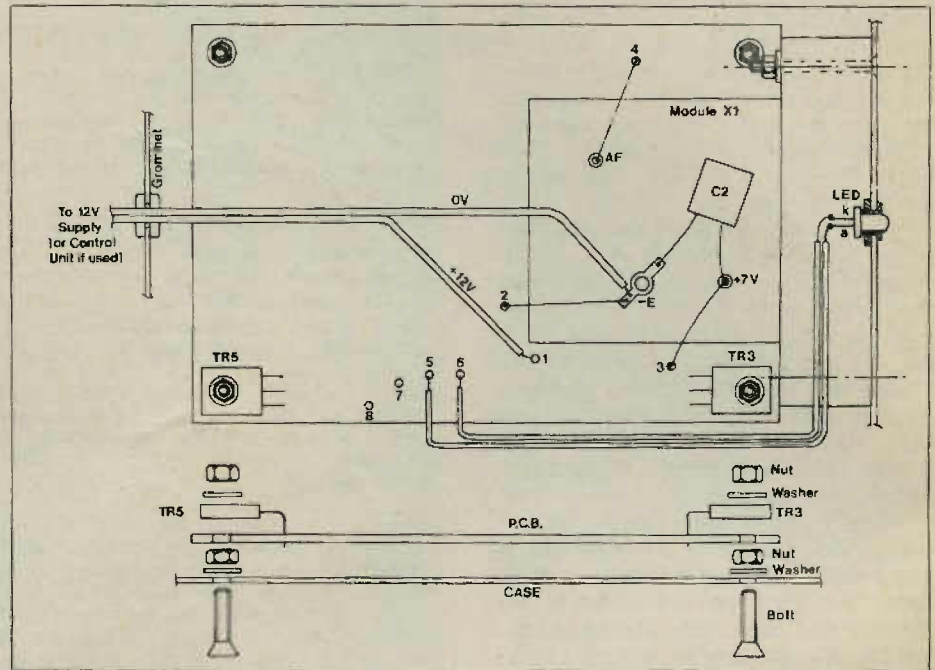 4
Module X1
Grommet
AF
C2
LED
k
a
0V
To 12V
Supply
(or Control
Unit if used)
+12V
+7V
2
-E
1
TR5
5
6
3
TR3
7
8
Nut
Washer
TR5
P.C.B.
TR3
Nut
Washer
CASE
Bolt